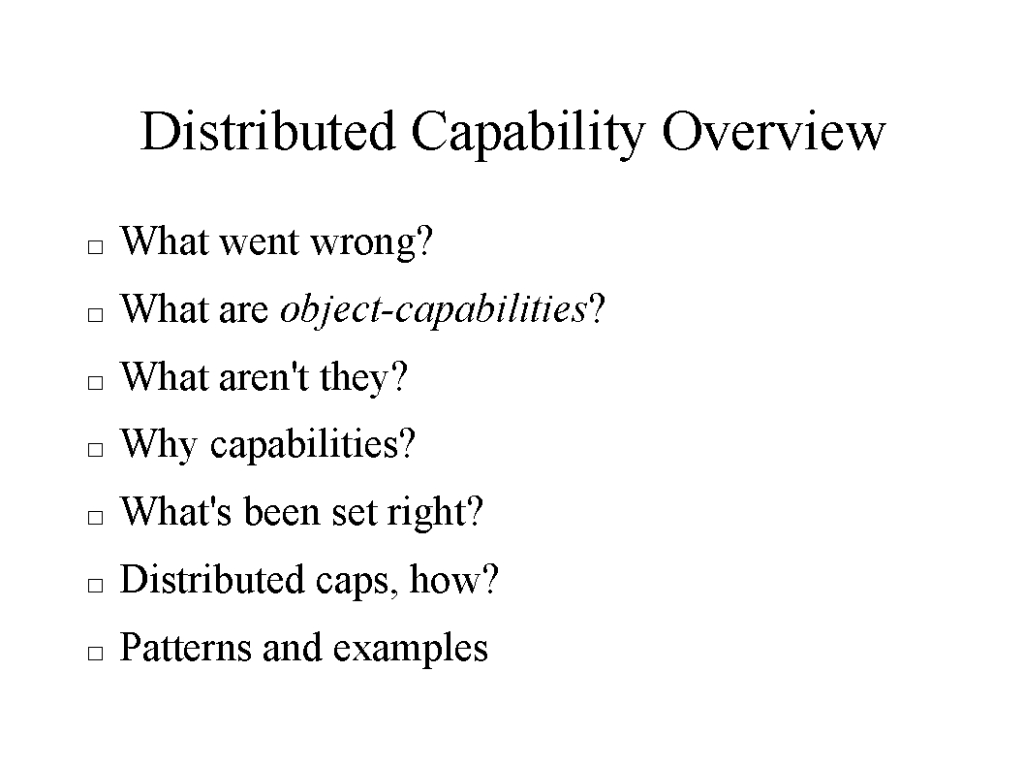 Distributed Capability Overview
□ What went wrong?
□ What are object-capabilities?
□ What aren't they?
□ Why capabilities?
□ What's been set right?
□ Distributed caps, how?
□ Patterns and examples